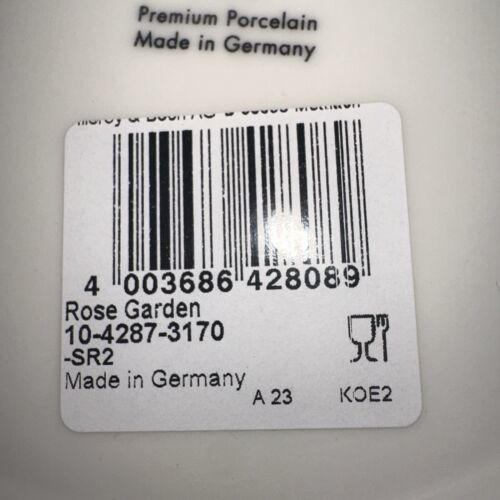 Premium Porcelain
Made in Germany
4 003686 428089
Rose Garden
10-4287-3170
-SR2
Made in Germany
A 23 KOE2